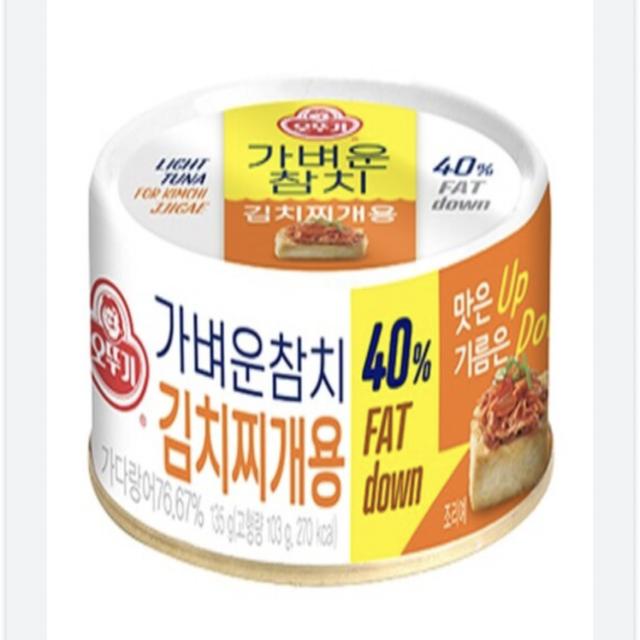 오뚜기
가벼운
참치
김치찌개용
LIGHT
TUNA
FOR KIMCHI
JJIGAE
40%
FAT
down
오뚜기
가벼운참치
김치찌개용
가다랑어76.67% 135 g(고형량 103 g, 270 kcal)
40%
FAT
down
맛은 Up
기름은 Do
조리예